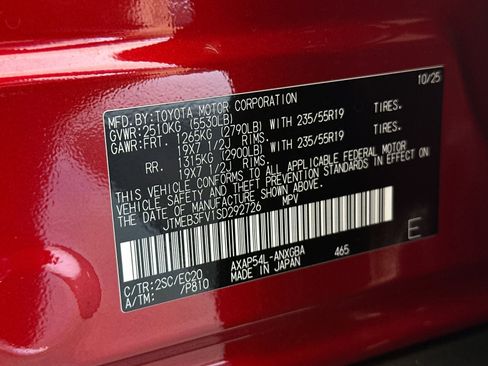 10/25
MFD.BY:TOYOTA MOTOR CORPORATION
GVWR:2510KG (5530LB)
GAWR:FRT. 1265KG (2790LB) WITH 235/55R19 TIRES.
19X7 1/2J RIMS.
RR. 1315KG (2900LB) WITH 235/55R19 TIRES.
19X7 1/2J RIMS.
THIS VEHICLE CONFORMS TO ALL APPLICABLE FEDERAL MOTOR
VEHICLE SAFETY AND THEFT PREVENTION STANDARDS IN EFFECT ON
THE DATE OF MANUFACTURE SHOWN ABOVE.
JTMEB3FV1SD292726 MPV
E
C/TR:2SC/EC20 AXAP54L-ANXGBA 465
A/TM: /P810 MADE IN JAPAN